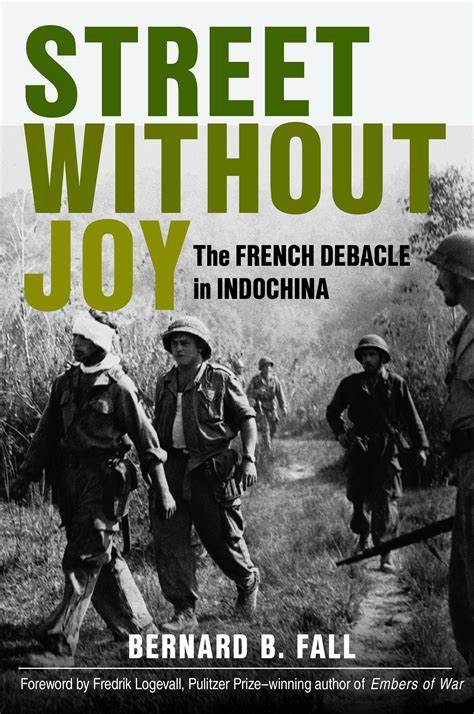 STREET
WITHOUT
JOY
The FRENCH DEBACLE
in INDOCHINA
BERNARD B. FALL
Foreword by Fredrik Logevall, Pulitzer Prize–winning author of Embers of War